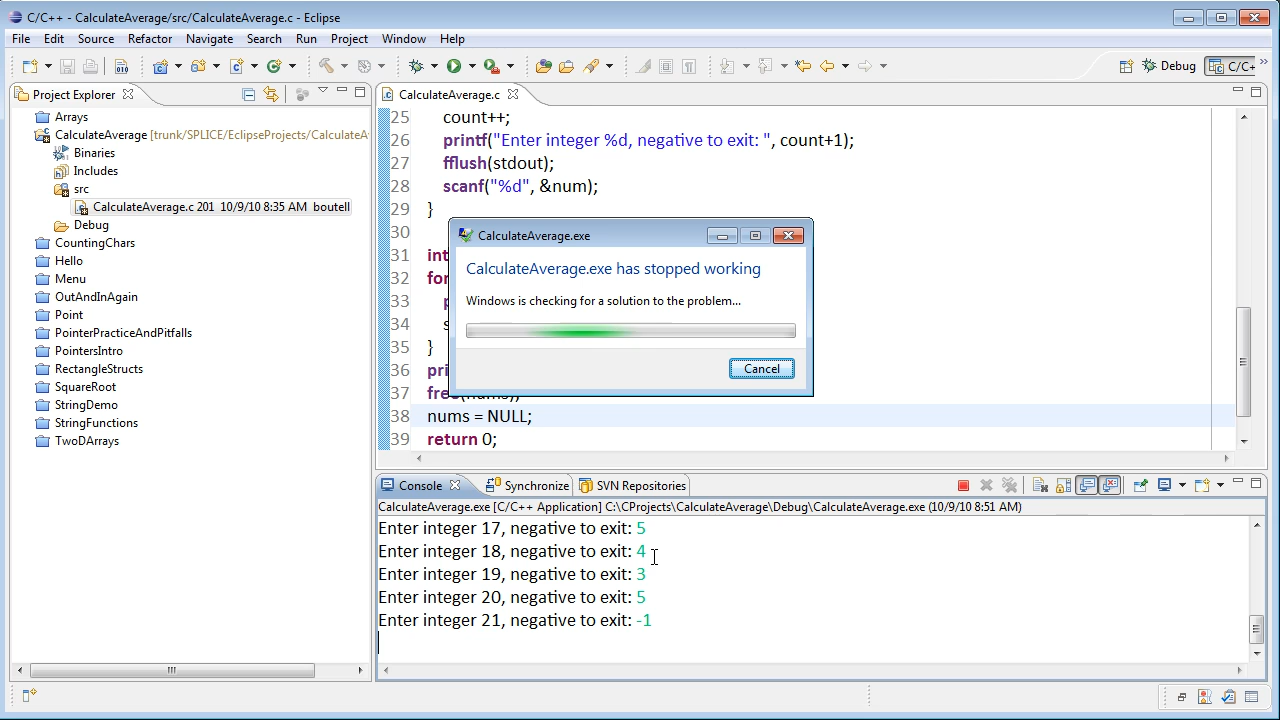 C/C++ - CalculateAverage/src/CalculateAverage.c - Eclipse
File Edit Source Refactor Navigate Search Run Project Window Help
Debug C/C++
Project Explorer
CalculateAverage.c
Arrays
CalculateAverage [trunk/SPLICE/EclipseProjects/CalculateA
Binaries
Includes
src
CalculateAverage.c 201 10/9/10 8:35 AM boutell
Debug
CountingChars
Hello
Menu
OutAndInAgain
Point
PointerPracticeAndPitfalls
PointersIntro
RectangleStructs
SquareRoot
StringDemo
StringFunctions
TwoDArrays
25 count++;
26 printf("Enter integer %d, negative to exit: ", count+1);
27 fflush(stdout);
28 scanf("%d", &num);
29 }
30
31 int
32 for
33
34 s
35 }
36 pri
37 free(nums);
38 nums = NULL;
39 return 0;
CalculateAverage.exe
CalculateAverage.exe has stopped working
Windows is checking for a solution to the problem...
Cancel
Console Synchronize SVN Repositories
CalculateAverage.exe [C/C++ Application] C:\CProjects\CalculateAverage\Debug\CalculateAverage.exe (10/9/10 8:51 AM)
Enter integer 17, negative to exit: 5
Enter integer 18, negative to exit: 4
Enter integer 19, negative to exit: 3
Enter integer 20, negative to exit: 5
Enter integer 21, negative to exit: -1